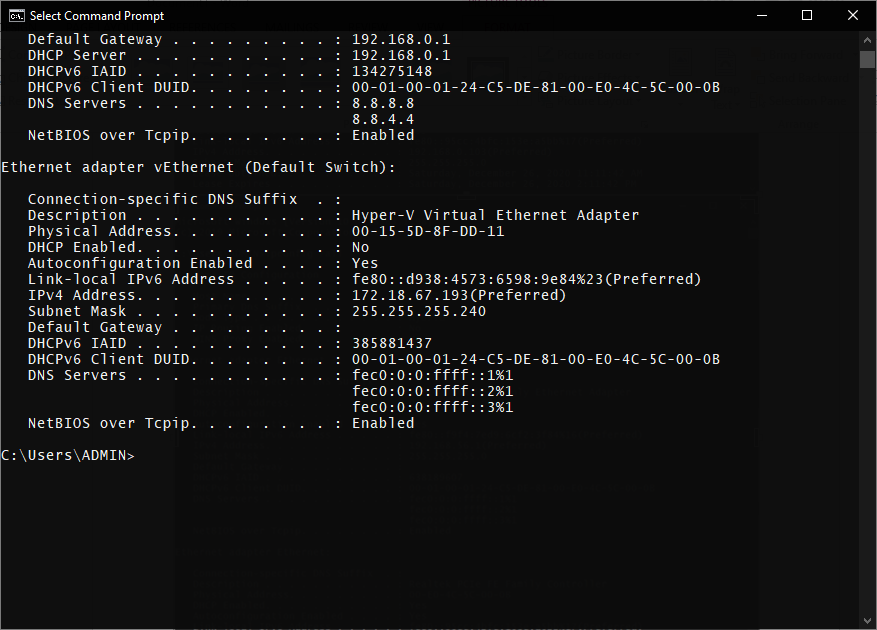 Select Command Prompt
Default Gateway . . . . . . . . . : 192.168.0.1
DHCP Server . . . . . . . . . . . : 192.168.0.1
DHCPv6 IAID . . . . . . . . . . . : 134275148
DHCPv6 Client DUID. . . . . . . . : 00-01-00-01-24-C5-DE-81-00-E0-4C-5C-00-0B
DNS Servers . . . . . . . . . . . : 8.8.8.8
8.8.4.4
NetBIOS over Tcpip. . . . . . . . : Enabled
Ethernet adapter vEthernet (Default Switch):
Connection-specific DNS Suffix  . :
Description . . . . . . . . . . . : Hyper-V Virtual Ethernet Adapter
Physical Address. . . . . . . . . : 00-15-5D-8F-DD-11
DHCP Enabled. . . . . . . . . . . : No
Autoconfiguration Enabled . . . . : Yes
Link-local IPv6 Address . . . . . : fe80::d938:4573:6598:9e84%23(Preferred)
IPv4 Address. . . . . . . . . . . : 172.18.67.193(Preferred)
Subnet Mask . . . . . . . . . . . : 255.255.255.240
Default Gateway . . . . . . . . . :
DHCPv6 IAID . . . . . . . . . . . : 385881437
DHCPv6 Client DUID. . . . . . . . : 00-01-00-01-24-C5-DE-81-00-E0-4C-5C-00-0B
DNS Servers . . . . . . . . . . . : fec0:0:0:ffff::1%1
fec0:0:0:ffff::2%1
fec0:0:0:ffff::3%1
NetBIOS over Tcpip. . . . . . . . : Enabled
C:\Users\ADMIN>